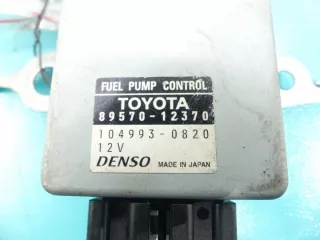 FUEL PUMP CONTROL
TOYOTA
89570-12370
104993-0820
12V
DENSO MADE IN JAPAN